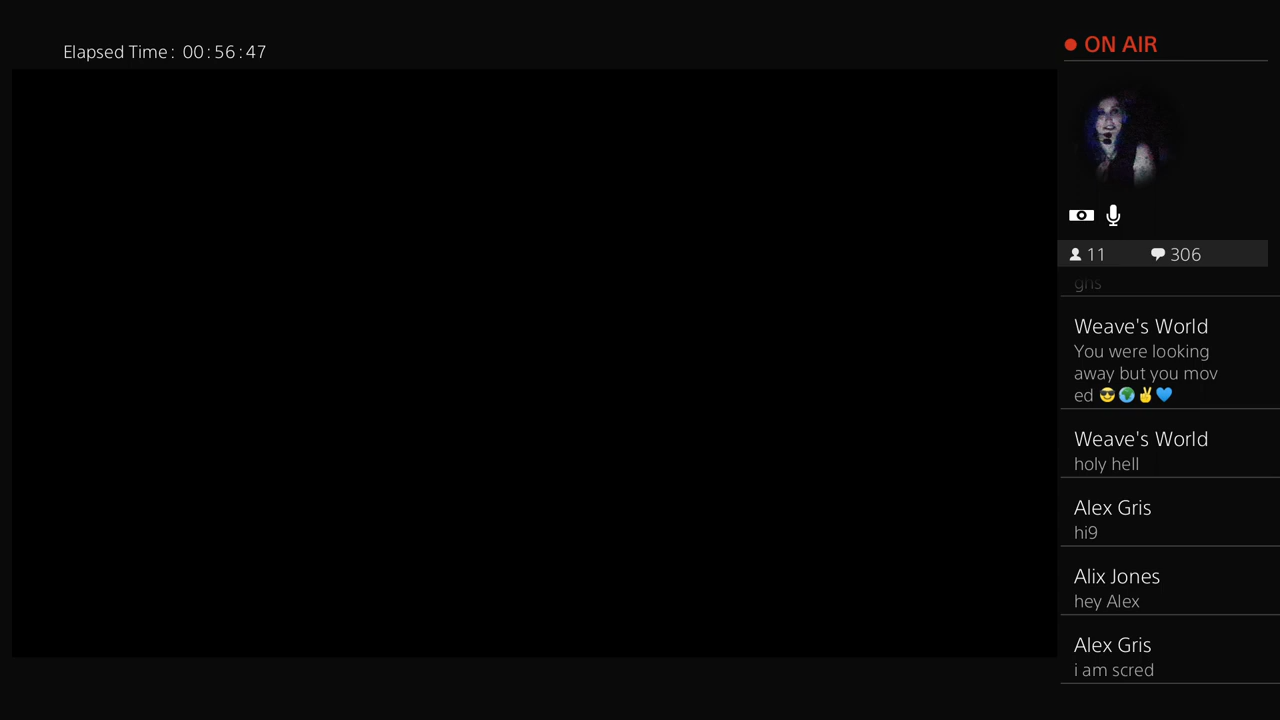 Elapsed Time: 00:56:47
ON AIR
11 306
gns
Weave's World
You were looking
away but you mov
ed 😎🌍✌💙
Weave's World
holy hell
Alex Gris
hi9
Alix Jones
hey Alex
Alex Gris
i am scred